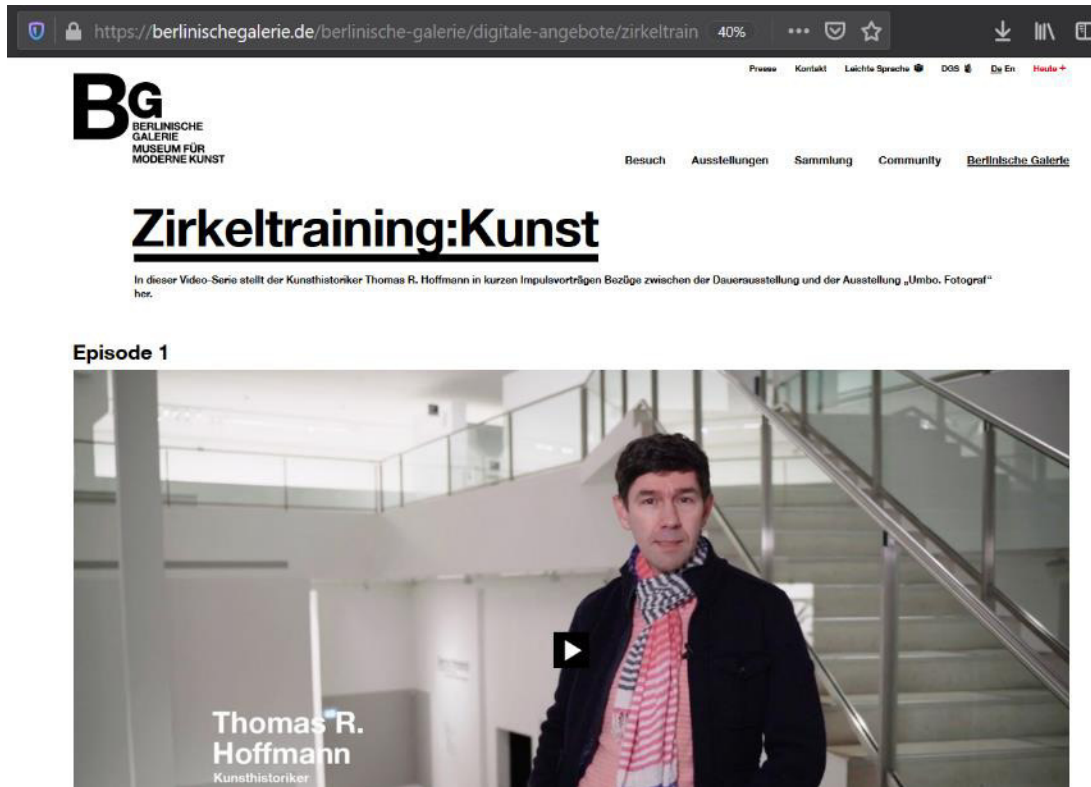 https://berlinischegalerie.de/berlinische-galerie/digitale-angebote/zirkeltrain 40%
Presse Kontakt Leichte Sprache DGS De En Heute +
BG
BERLINISCHE
GALERIE
MUSEUM FÜR
MODERNE KUNST
Besuch Ausstellungen Sammlung Community Berlinische Galerie
Zirkeltraining:Kunst
In dieser Video-Serie stellt der Kunsthistoriker Thomas R. Hoffmann in kurzen Impulsvorträgen Bezüge zwischen der Dauerausstellung und der Ausstellung „Umbo. Fotograf“
her.
Episode 1
Thomas R.
Hoffmann
Kunsthistoriker